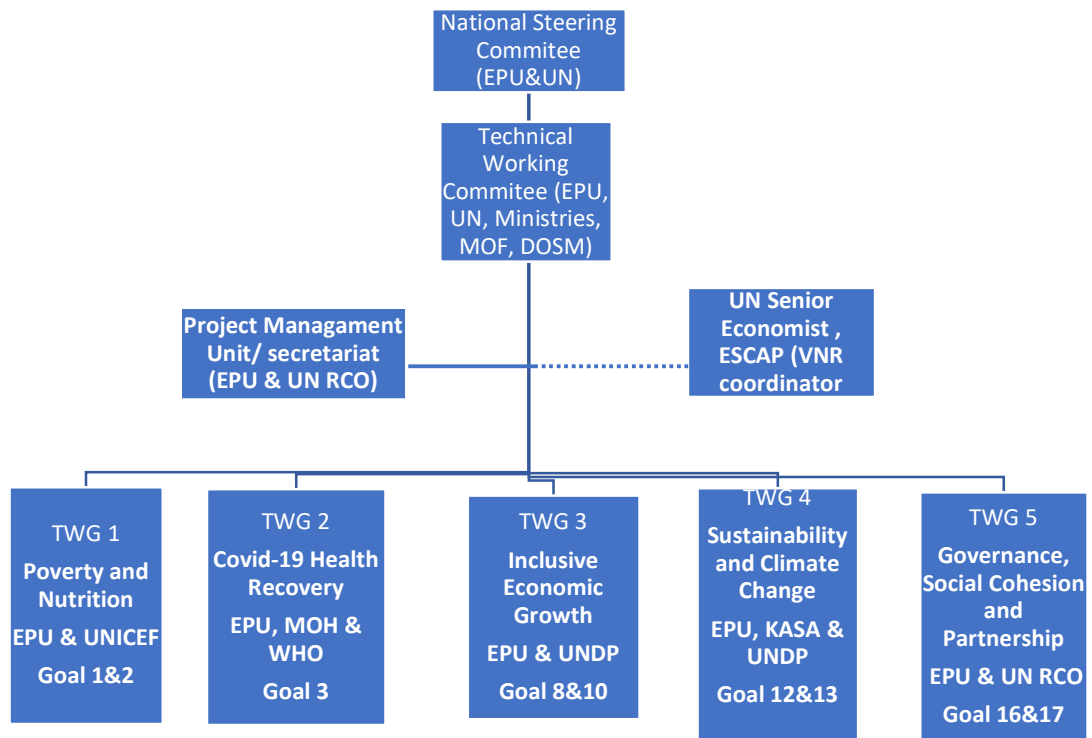 National Steering
Commitee
(EPU&UN)
Technical
Working
Commitee (EPU,
UN, Ministries,
MOF, DOSM)
Project Managament
Unit/ secretariat
(EPU & UN RCO)
UN Senior
Economist ,
ESCAP (VNR
coordinator
TWG 1
Poverty and
Nutrition
EPU & UNICEF
Goal 1&2
TWG 2
Covid-19 Health
Recovery
EPU, MOH &
WHO
Goal 3
TWG 3
Inclusive
Economic
Growth
EPU & UNDP
Goal 8&10
TWG 4
Sustainability
and Climate
Change
EPU, KASA &
UNDP
Goal 12&13
TWG 5
Governance,
Social Cohesion
and
Partnership
EPU & UN RCO
Goal 16&17